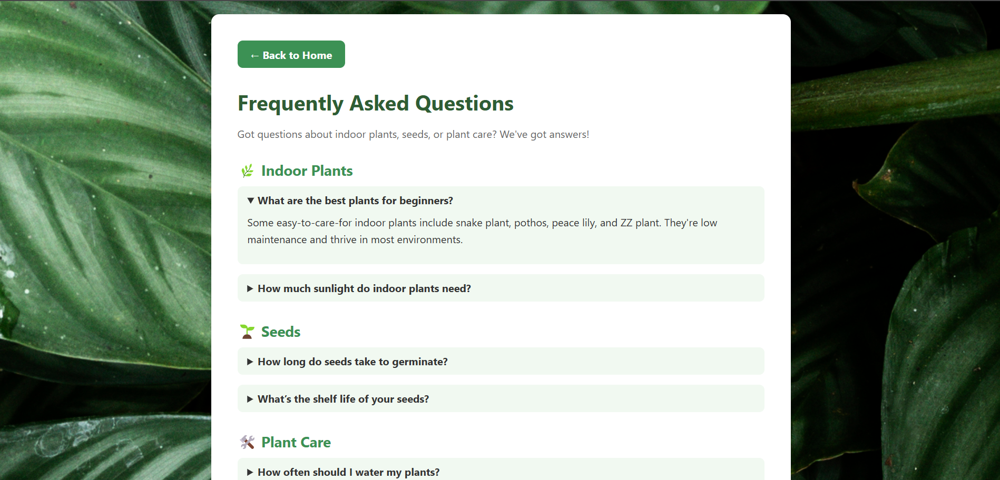 ← Back to Home
Frequently Asked Questions
Got questions about indoor plants, seeds, or plant care? We've got answers!
🌿 Indoor Plants
▼ What are the best plants for beginners?
Some easy-to-care-for indoor plants include snake plant, pothos, peace lily, and ZZ plant. They're low
maintenance and thrive in most environments.
▶ How much sunlight do indoor plants need?
🌱 Seeds
▶ How long do seeds take to germinate?
▶ What’s the shelf life of your seeds?
🛠️ Plant Care
▶ How often should I water my plants?